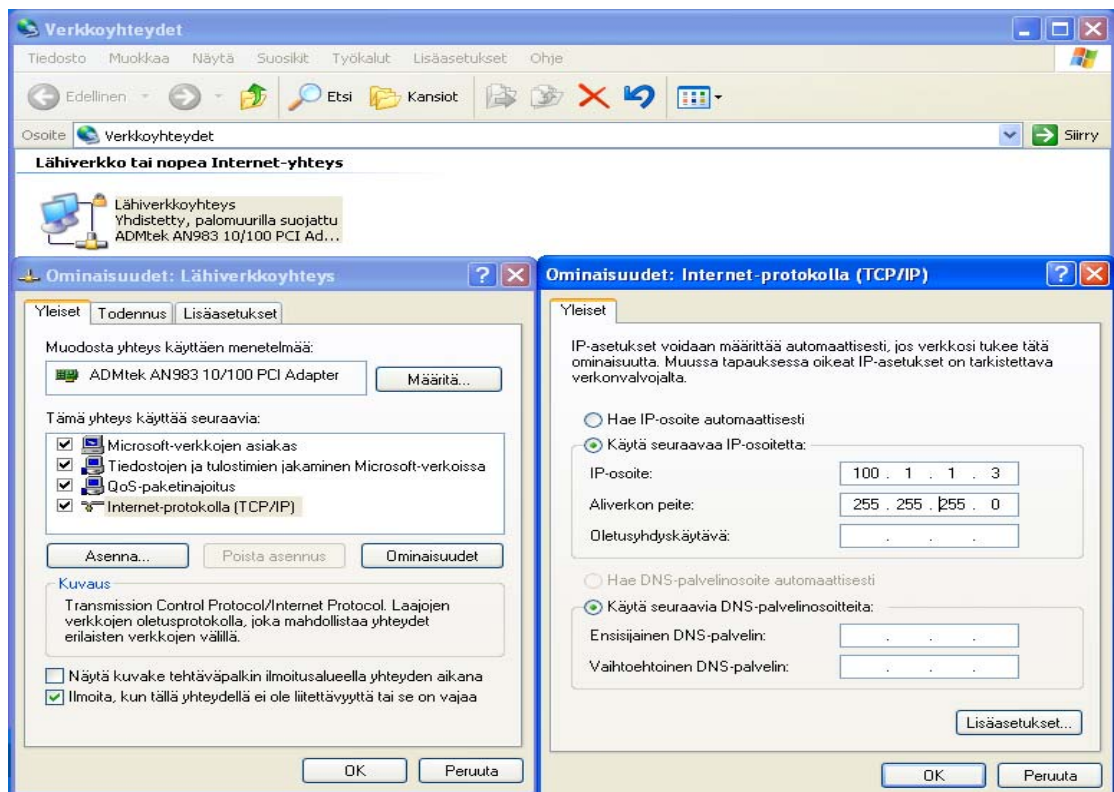 Verkkoyhteydet
Tiedosto Muokkaa Näytä Suosikit Työkalut Lisäasetukset Ohje
Edellinen Etsi Kansiot
Osoite Verkkoyhteydet Siirry
Lähiverkko tai nopea Internet-yhteys
Lähiverkkoyhteys
Yhdistetty, palomuurilla suojattu
ADMtek AN983 10/100 PCI Ad...
Ominaisuudet: Lähiverkkoyhteys
Yleiset Todennus Lisäasetukset
Muodosta yhteys käyttäen menetelmää:
ADMtek AN983 10/100 PCI Adapter Määritä...
Tämä yhteys käyttää seuraavia:
Microsoft-verkkojen asiakas
Tiedostojen ja tulostimien jakaminen Microsoft-verkoissa
QoS-paketinajoitus
Internet-protokolla (TCP/IP)
Asenna... Poista asennus Ominaisuudet
Kuvaus
Transmission Control Protocol/Internet Protocol. Laajojen
verkkojen oletusprotokolla, joka mahdollistaa yhteydet
erilaisten verkkojen välillä.
Näytä kuvake tehtäväpalkin ilmoitusalueella yhteyden aikana
Ilmoita, kun tällä yhteydellä ei ole liitettävyyttä tai se on vajaa
OK Peruuta
Ominaisuudet: Internet-protokolla (TCP/IP)
Yleiset
IP-asetukset voidaan määrittää automaattisesti, jos verkkosi tukee tätä
ominaisuutta. Muussa tapauksessa oikeat IP-asetukset on tarkistettava
verkonvalvojalta.
Hae IP-osoite automaattisesti
Käytä seuraavaa IP-osoitetta:
IP-osoite: 100 . 1 . 1 . 3
Aliverkon peite: 255 . 255 . 255 . 0
Oletusyhdyskäytävä: . . .
Hae DNS-palvelinosoite automaattisesti
Käytä seuraavia DNS-palvelinosoitteita:
Ensisijainen DNS-palvelin: . . .
Vaihtoehtoinen DNS-palvelin: . . .
Lisäasetukset...
OK Peruuta